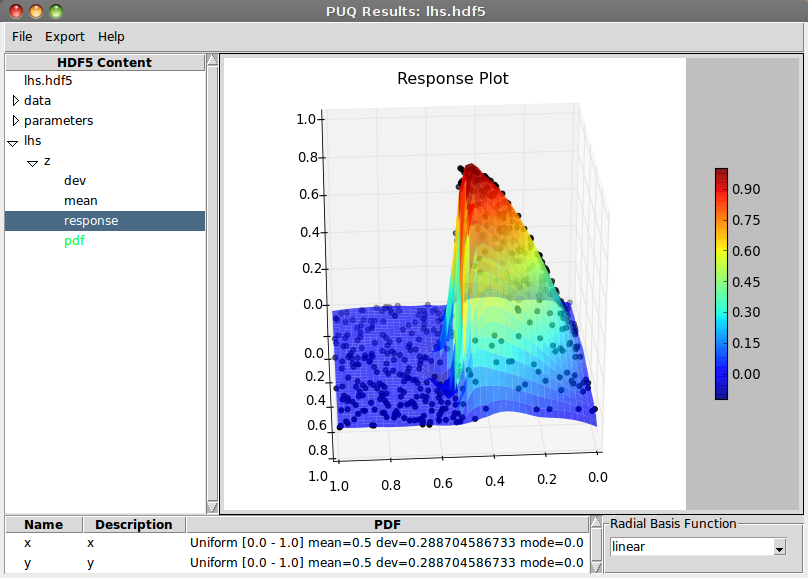 PUQ Results: lhs.hdf5
File Export Help
HDF5 Content
lhs.hdf5
data
parameters
lhs
z
dev
mean
response
pdf
Response Plot
1.0
0.8
0.6
0.4
0.2
0.0
0.0
0.2
0.4
0.6
0.8
1.0
1.0 0.8 0.6 0.4 0.2 0.0
0.90
0.75
0.60
0.45
0.30
0.15
0.00
Name Description PDF
x x Uniform [0.0 - 1.0] mean=0.5 dev=0.288704586733 mode=0.0
y y Uniform [0.0 - 1.0] mean=0.5 dev=0.288704586733 mode=0.0
Radial Basis Function
linear